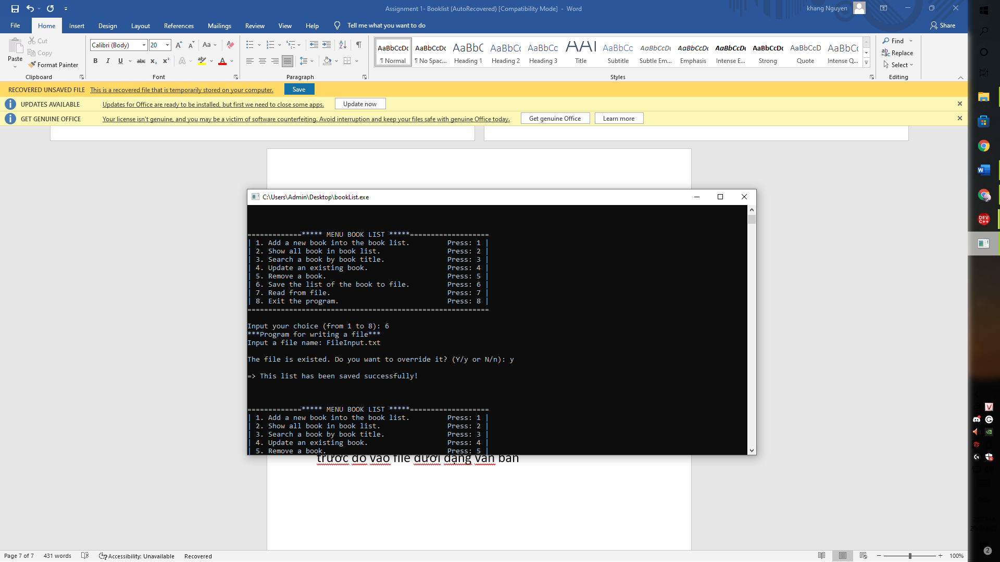 Assignment 1- Booklist (AutoRecovered) [Compatibility Mode] - Word
khang Nguyen
File Home Insert Design Layout References Mailings Review View Help Tell me what you want to do
Share
Paste
Cut
Copy
Format Painter
Clipboard
Calibri (Body) 20
Font
Paragraph
AaBbCcDc AaBbCcDc AaBbC AaBbCc AaBbCc AAI AaBbCc AaBbCcDc AaBbCcDc AaBbCcDc AaBbCcDc AaBbCcD AaBbCc
¶ Normal ¶ No Spac... Heading 1 Heading 2 Heading 3 Title Subtitle Subtle Em... Emphasis Intense E... Strong Quote Intense Q...
Styles
Find
Replace
Select
Editing
RECOVERED UNSAVED FILE This is a recovered file that is temporarily stored on your computer. Save
UPDATES AVAILABLE Updates for Office are ready to be installed, but first we need to close some apps. Update now
GET GENUINE OFFICE Your license isn't genuine, and you may be a victim of software counterfeiting. Avoid interruption and keep your files safe with genuine Office today. Get genuine Office Learn more
C:\Users\Admin\Desktop\bookList.exe
=============***** MENU BOOK LIST *****===================
| 1. Add a new book into the book list. Press: 1 |
| 2. Show all book in book list. Press: 2 |
| 3. Search a book by book title. Press: 3 |
| 4. Update an existing book. Press: 4 |
| 5. Remove a book. Press: 5 |
| 6. Save the list of the book to file. Press: 6 |
| 7. Read from file. Press: 7 |
| 8. Exit the program. Press: 8 |
==========================================================
Input your choice (from 1 to 8): 6
***Program for writing a file***
Input a file name: FileInput.txt
The file is existed. Do you want to override it? (Y/y or N/n): y
=> This list has been saved successfully!
=============***** MENU BOOK LIST *****===================
| 1. Add a new book into the book list. Press: 1 |
| 2. Show all book in book list. Press: 2 |
| 3. Search a book by book title. Press: 3 |
| 4. Update an existing book. Press: 4 |
| 5. Remove a book. Press: 5 |
trước đó vào file dưới dạng văn bản
Page 7 of 7 431 words Accessibility: Unavailable Recovered
100%
DEV C++
2